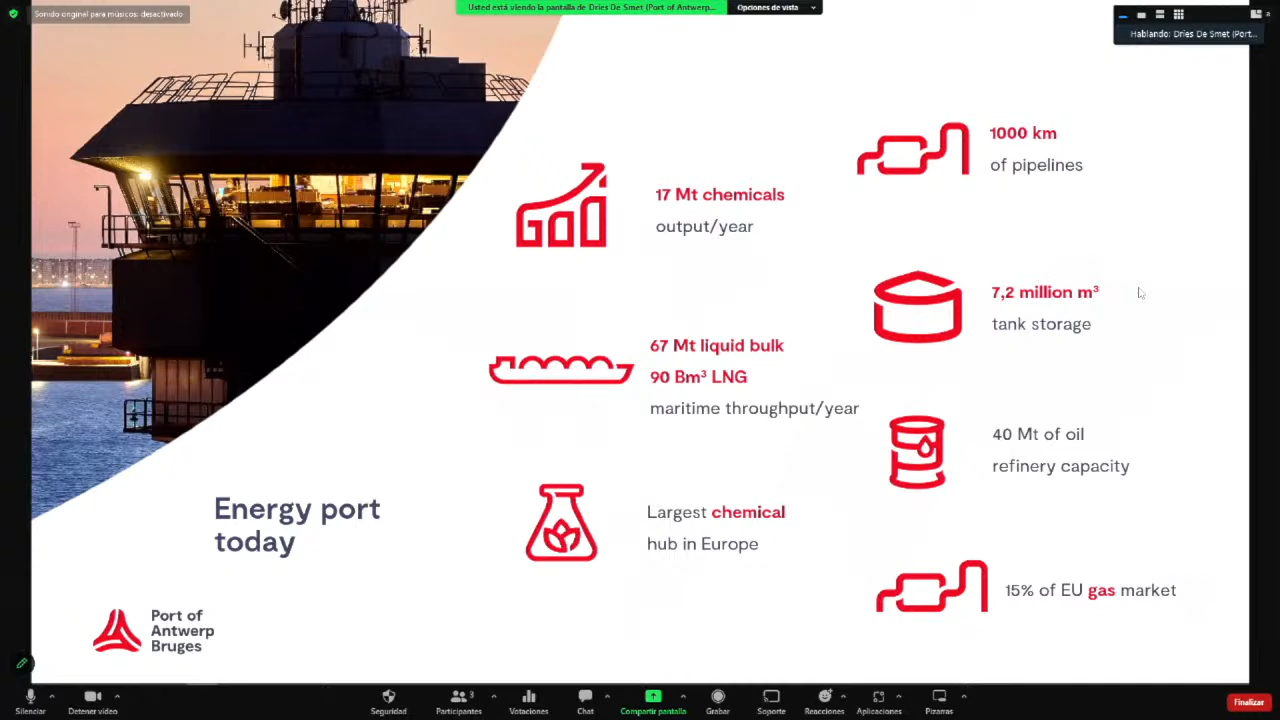 Sonido original para músicos: desactivado
Usted está viendo la pantalla de Dries De Smet (Port of Antwerp...
Opciones de vista
Hablando: Dries De Smet (Port...
1000 km
of pipelines
17 Mt chemicals
output/year
7,2 million m³
tank storage
67 Mt liquid bulk
90 Bm³ LNG
maritime throughput/year
40 Mt of oil
refinery capacity
Energy port
today
Largest chemical
hub in Europe
15% of EU gas market
Port of
Antwerp
Bruges
Silenciar
Detener video
Seguridad
Participantes
3
Votaciones
Chat
Compartir pantalla
Grabar
Soporte
Reacciones
Aplicaciones
Pizarras
Finalizar